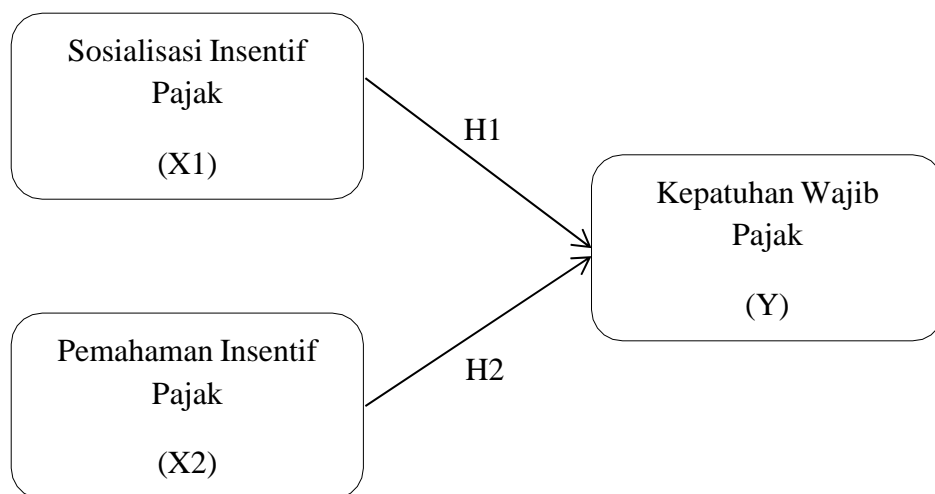 Sosialisasi Insentif
Pajak
(X1)
H1
Kepatuhan Wajib
Pajak
(Y)
Pemahaman Insentif
Pajak
(X2)
H2